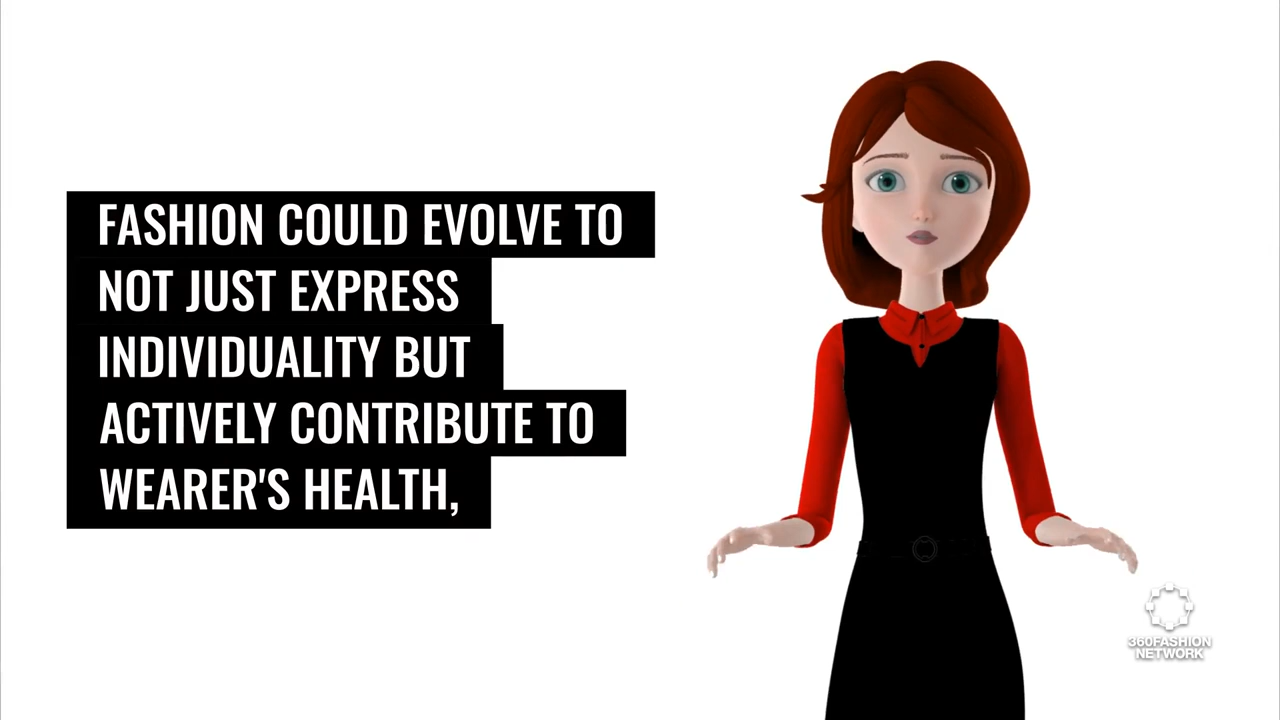 FASHION COULD EVOLVE TO
NOT JUST EXPRESS
INDIVIDUALITY BUT
ACTIVELY CONTRIBUTE TO
WEARER'S HEALTH,
360FASHION
NETWORK